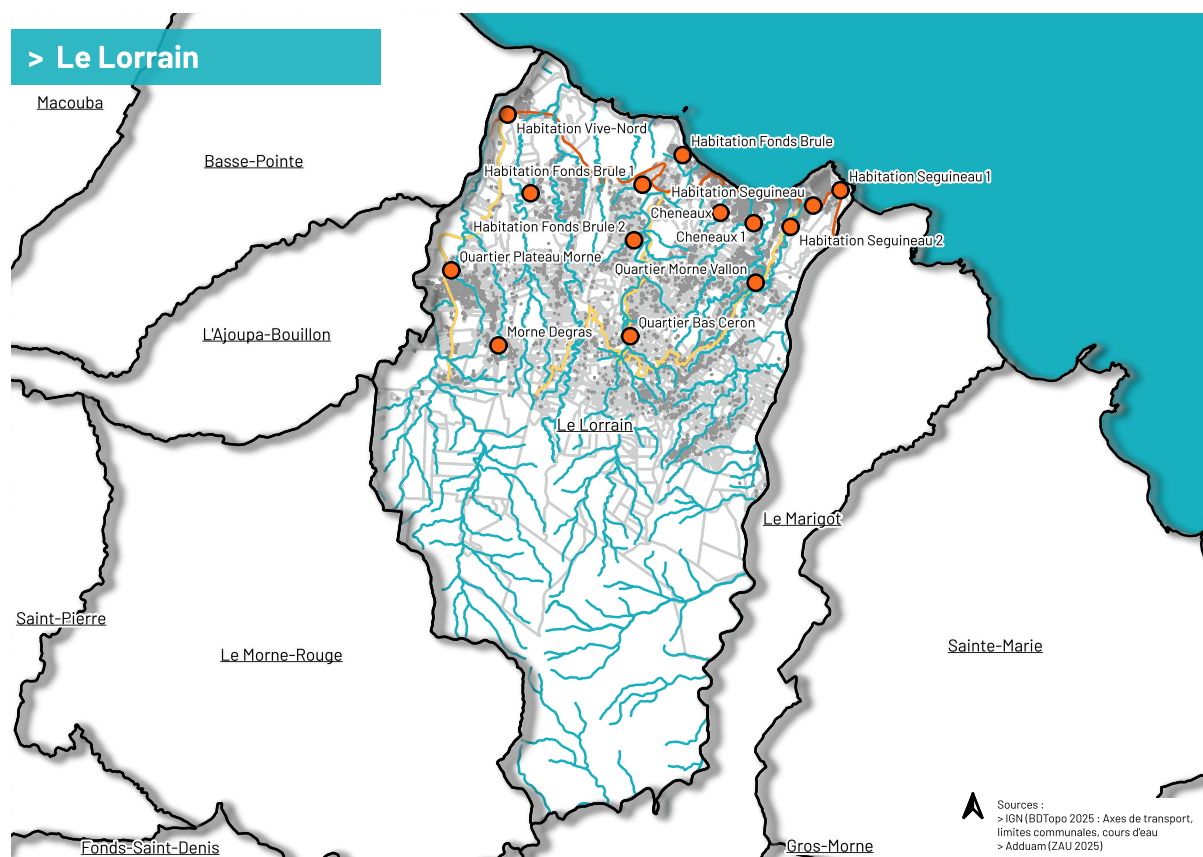 > Le Lorrain
Macouba
Basse-Pointe
Habitation Vive-Nord
Habitation Fonds Brule
Habitation Fonds Brule 1
Habitation Seguineau 1
Habitation Seguineau
Cheneaux
Habitation Fonds Brule 2
Cheneaux 1
Habitation Seguineau 2
Quartier Plateau Morne
Quartier Morne Vallon
L'Ajoupa-Bouillon
Morne Degras
Quartier Bas Ceron
Le Lorrain
Le Marigot
Saint-Pierre
Le Morne-Rouge
Sainte-Marie
Fonds-Saint-Denis
Gros-Morne
Sources :
> IGN (BDTopo 2025 : Axes de transport,
limites communales, cours d'eau
> Adduam (ZAU 2025)